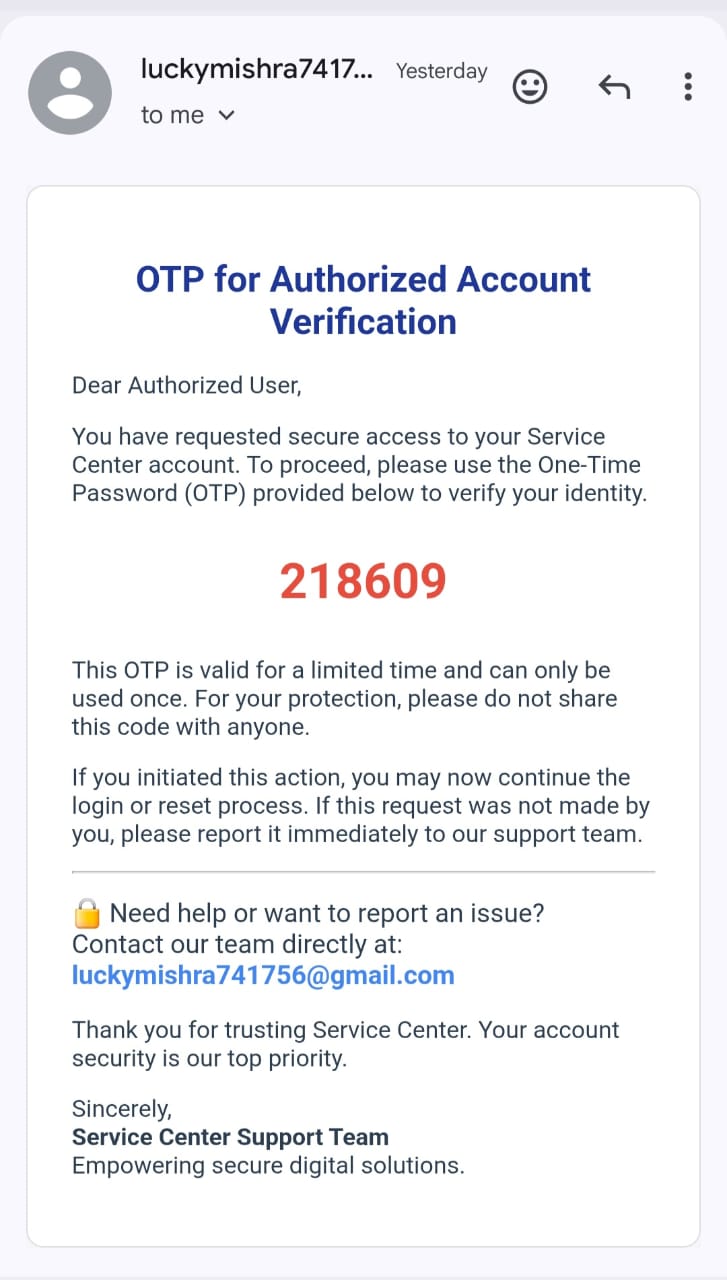 luckymishra7417... Yesterday
to me
OTP for Authorized Account
Verification
Dear Authorized User,
You have requested secure access to your Service
Center account. To proceed, please use the One-Time
Password (OTP) provided below to verify your identity.
218609
This OTP is valid for a limited time and can only be
used once. For your protection, please do not share
this code with anyone.
If you initiated this action, you may now continue the
login or reset process. If this request was not made by
you, please report it immediately to our support team.
🔒 Need help or want to report an issue?
Contact our team directly at:
luckymishra741756@gmail.com
Thank you for trusting Service Center. Your account
security is our top priority.
Sincerely,
Service Center Support Team
Empowering secure digital solutions.